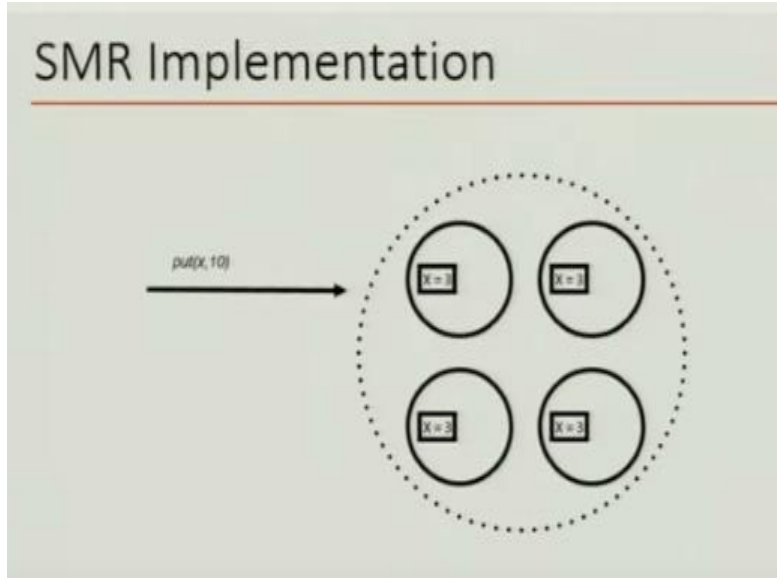 SMR Implementation
put(x,10)
X = 3
X = 3
X = 3
X = 3